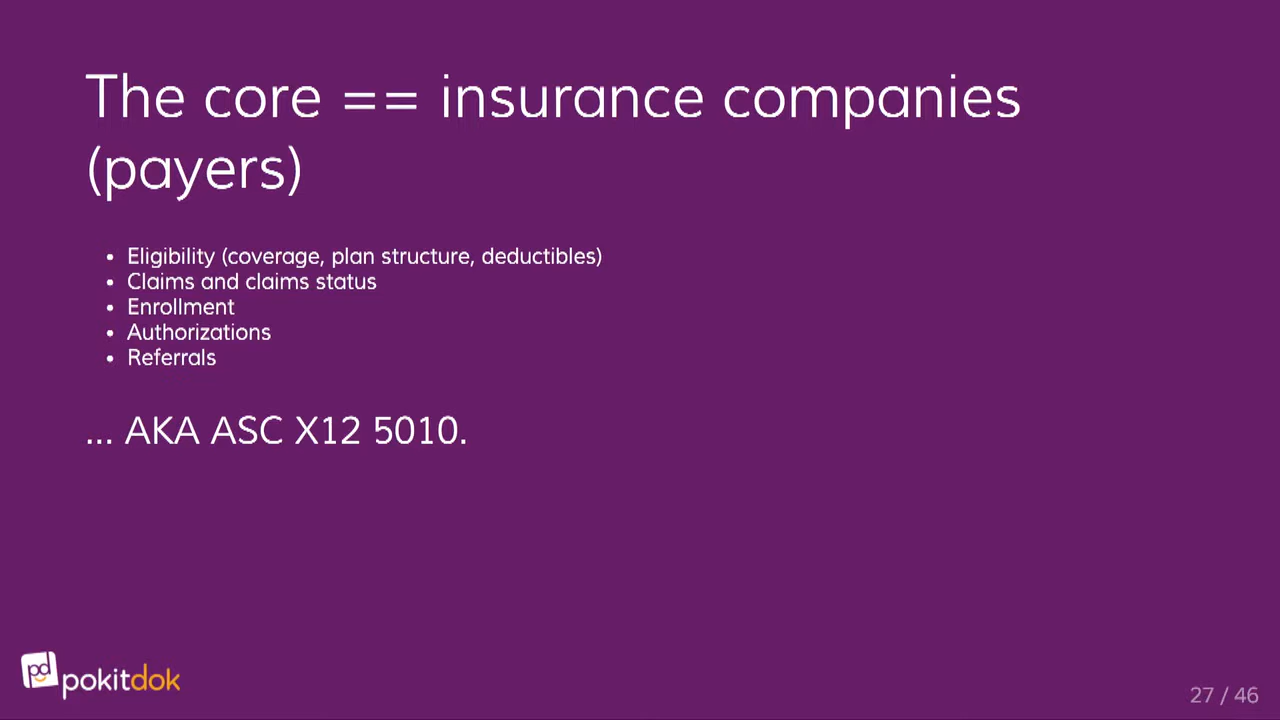 The core == insurance companies
(payers)
• Eligibility (coverage, plan structure, deductibles)
• Claims and claims status
• Enrollment
• Authorizations
• Referrals
... AKA ASC X12 5010.
pd
pokitdok
27 / 46